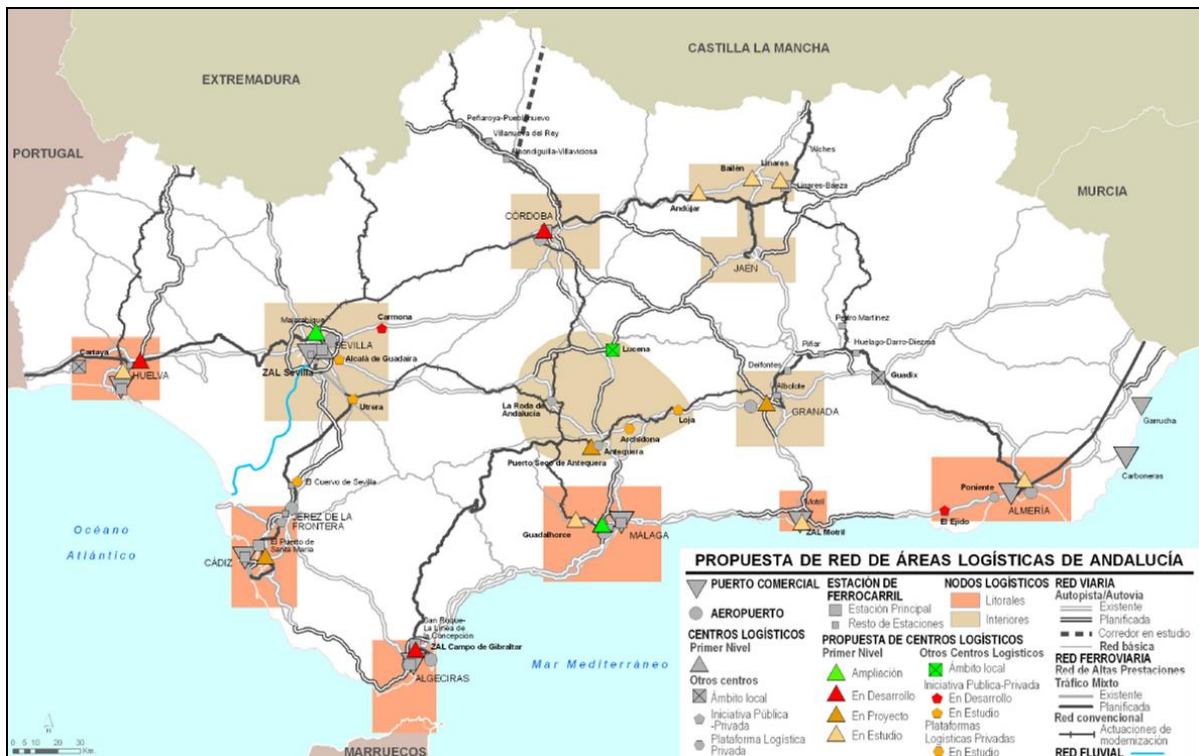 CASTILLA LA MANCHA
EXTREMADURA
PORTUGAL
MURCIA
Peñaroya-Pueblonuevo
Villanueva del Rey
Alhondiguilla-Villaviciosa
Vilches
Bailén
Linares
Linares-Baeza
Andújar
CÓRDOBA
JAEN
Majarabique
Carmona
SEVILLA
Pedro Martínez
Cartaya
Alcalá de Guadaira
Lucena
Piñar
Huelago-Darro-Diezma
HUELVA
ZAL Sevilla
Deifontes
Guadix
Albolote
Utrera
La Roda de
Andalucía
Loja
GRANADA
Archidona
Garrucha
Antequera
Puerto Seco de Antequera
Carboneras
El Cuervo de Sevilla
Poniente
JEREZ DE LA
FRONTERA
Motril
ALMERÍA
El Ejido
Océano
Atlántico
Guadalhorce
MÁLAGA
ZAL Motril
El Puerto de
Santa María
CÁDIZ
San Roque-
La Línea de
la Concepción
ZAL Campo de Gibraltar
Mar Mediterráneo
ALGECIRAS
MARRUECOS
N
0 5 10 20 30
Km.
PROPUESTA DE RED DE ÁREAS LOGÍSTICAS DE ANDALUCÍA
PUERTO COMERCIAL
AEROPUERTO
CENTROS LOGÍSTICOS
Primer Nivel
Otros centros
Ámbito local
Iniciativa Pública
-Privada
Plataforma Logística
Privada
ESTACIÓN DE
FERROCARRIL
Estación Principal
Resto de Estaciones
NODOS LOGÍSTICOS
Litorales
Interiores
PROPUESTA DE CENTROS LOGÍSTICOS
Primer Nivel
Ampliación
En Desarrollo
En Proyecto
En Estudio
Otros Centros Logísticos
Ámbito local
Iniciativa Publica-Privada
En Desarrollo
En Estudio
Plataformas
Logísticas Privadas
En Estudio
RED VIARIA
Autopista/Autovía
Existente
Planificada
Corredor en estudio
Red básica
RED FERROVIARIA
Red de Altas Prestaciones
Tráfico Mixto
Existente
Planificada
Red convencional
Actuaciones de
modernización
RED FLUVIAL